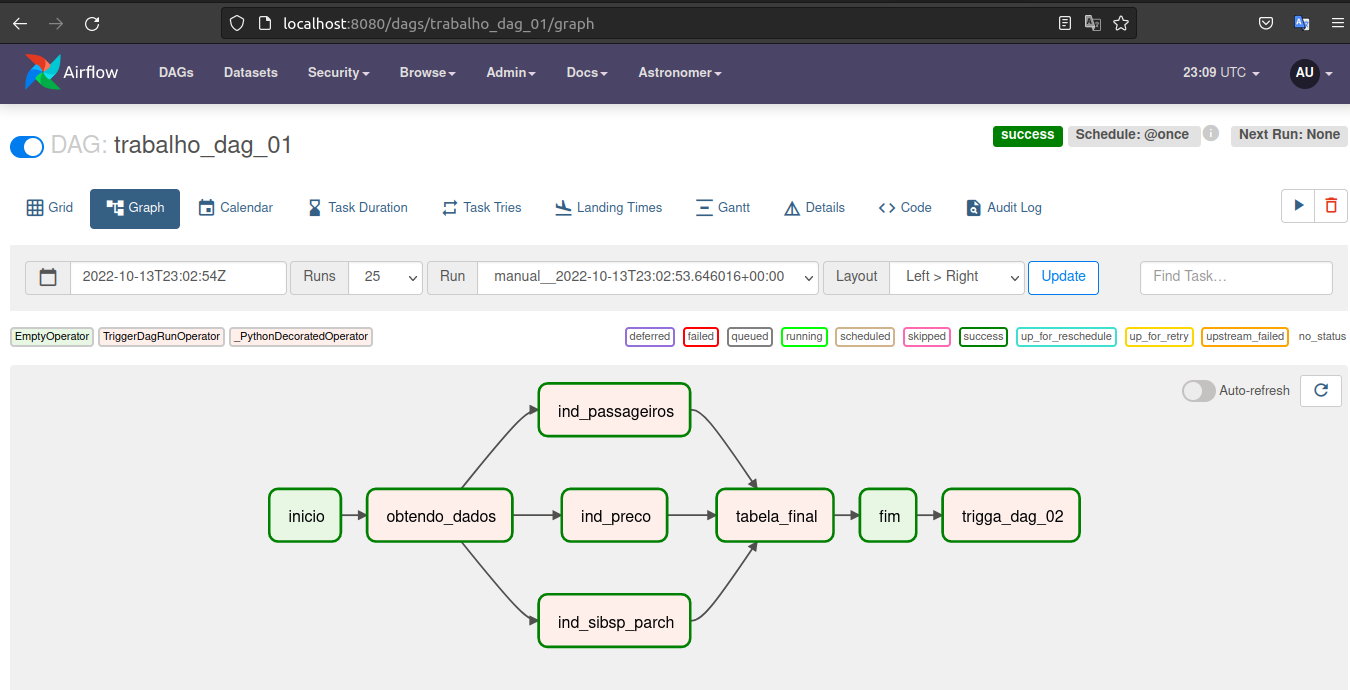 localhost:8080/dags/trabalho_dag_01/graph
Airflow DAGs Datasets Security Browse Admin Docs Astronomer 23:09 UTC AU
DAG: trabalho_dag_01 success Schedule: @once i Next Run: None
Grid Graph Calendar Task Duration Task Tries Landing Times Gantt Details Code Audit Log
2022-10-13T23:02:54Z Runs 25 Run manual__2022-10-13T23:02:53.646016+00:00 Layout Left > Right Update Find Task...
EmptyOperator TriggerDagRunOperator _PythonDecoratedOperator deferred failed queued running scheduled skipped success up_for_reschedule up_for_retry upstream_failed no_status
Auto-refresh
ind_passageiros
inicio obtendo_dados ind_preco tabela_final fim trigga_dag_02
ind_sibsp_parch